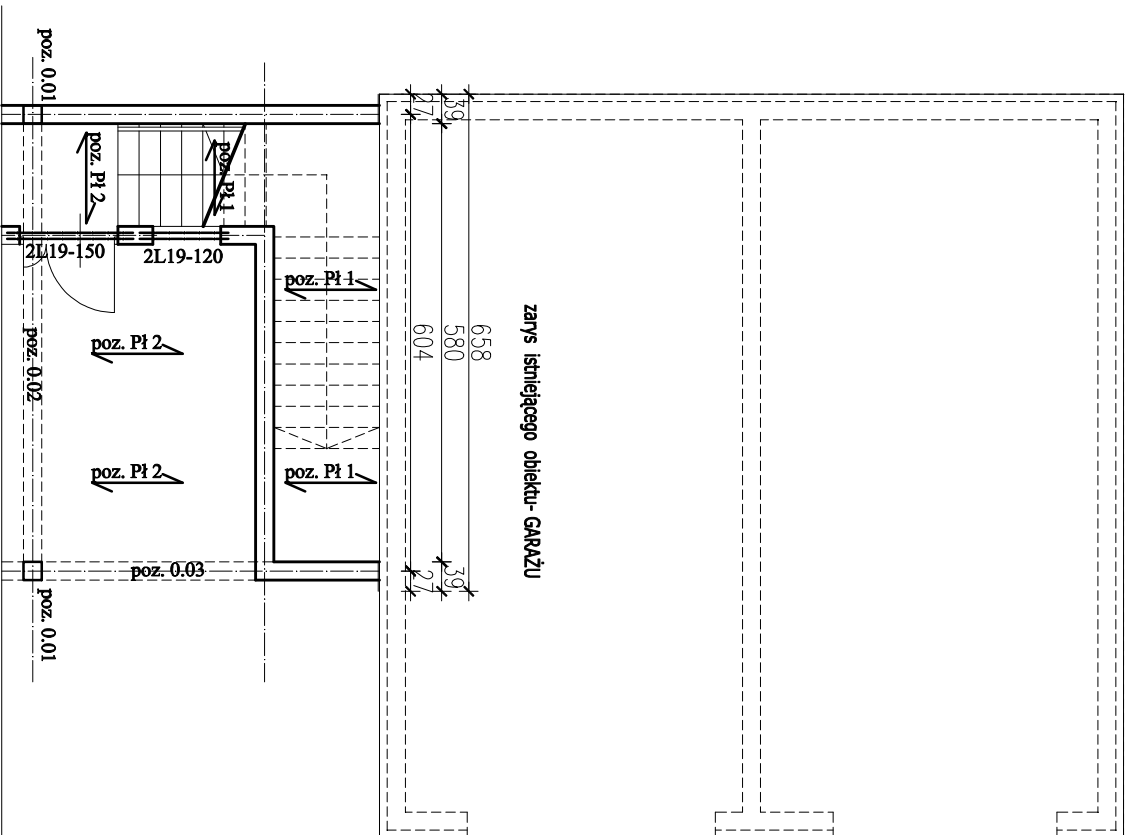 poz. 0.01
poz. Pł 2
poz. Pł 1
2L19-150
2L19-120
poz. Pł 1
poz. 0.02
poz. Pł 2
poz. Pł 2
poz. Pł 1
poz. 0.03
poz. 0.01
39
27
658
580
604
39
27
zarys istniejącego obiektu- GARAŻU